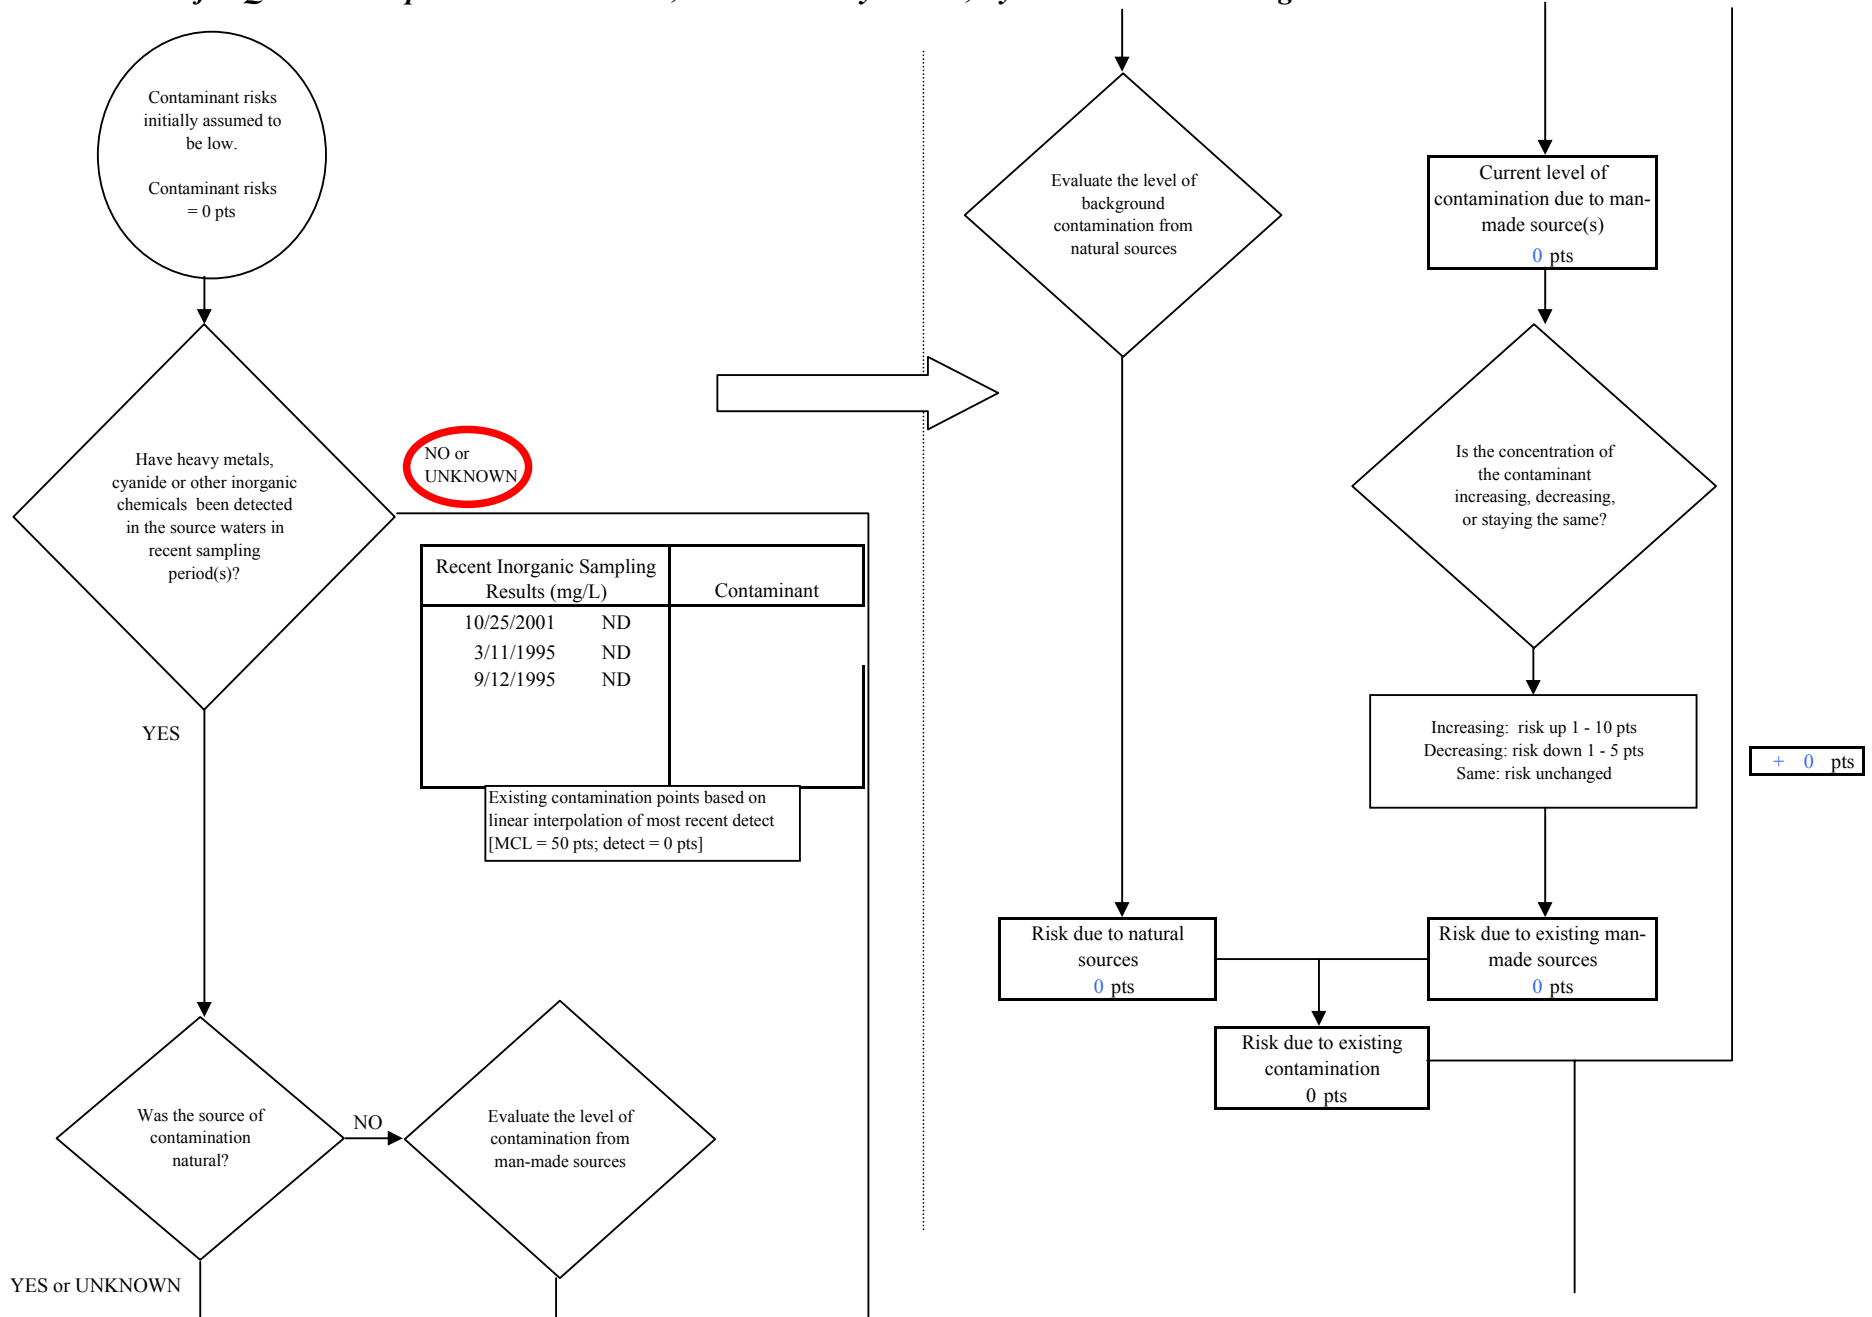 Contaminant risks
initially assumed to
be low.
Contaminant risks
= 0 pts
Have heavy metals,
cyanide or other inorganic
chemicals been detected
in the source waters in
recent sampling
period(s)?
NO or
UNKNOWN
YES
Recent Inorganic Sampling
Results (mg/L)
Contaminant
10/25/2001 ND
3/11/1995 ND
9/12/1995 ND
Existing contamination points based on
linear interpolation of most recent detect
[MCL = 50 pts; detect = 0 pts]
Was the source of
contamination
natural?
NO
Evaluate the level of
contamination from
man-made sources
YES or UNKNOWN
Evaluate the level of
background
contamination from
natural sources
Current level of
contamination due to man-
made source(s)
0 pts
Is the concentration of
the contaminant
increasing, decreasing,
or staying the same?
Increasing: risk up 1 - 10 pts
Decreasing: risk down 1 - 5 pts
Same: risk unchanged
+ 0 pts
Risk due to natural
sources
0 pts
Risk due to existing man-
made sources
0 pts
Risk due to existing
contamination
0 pts